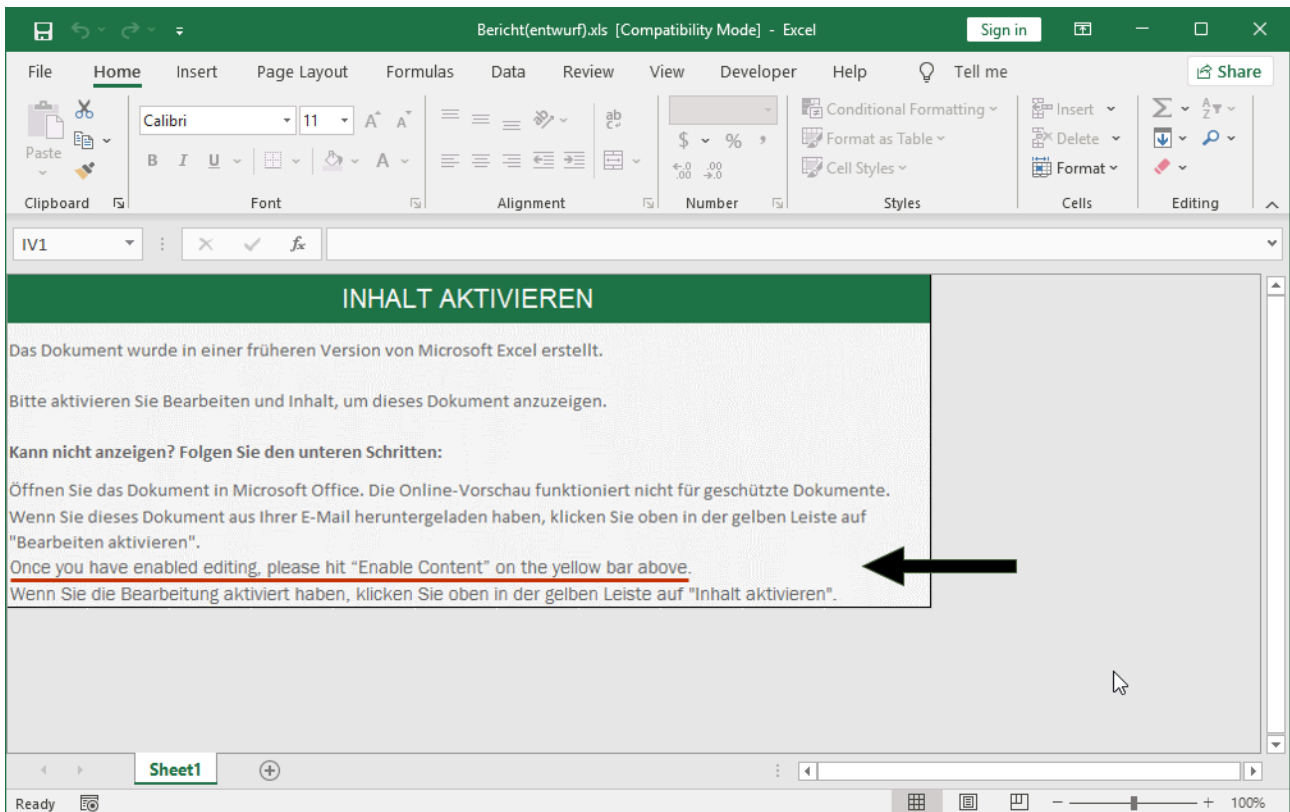 Bericht(entwurf).xls [Compatibility Mode] - Excel
Sign in
File Home Insert Page Layout Formulas Data Review View Developer Help Tell me Share
Calibri 11 A A ab Conditional Formatting Insert
Paste $ % , Format as Table Delete
B I U A Cell Styles Format
Clipboard Font Alignment Number Styles Cells Editing
IV1 fx
INHALT AKTIVIEREN
Das Dokument wurde in einer früheren Version von Microsoft Excel erstellt.
Bitte aktivieren Sie Bearbeiten und Inhalt, um dieses Dokument anzuzeigen.
Kann nicht anzeigen? Folgen Sie den unteren Schritten:
Öffnen Sie das Dokument in Microsoft Office. Die Online-Vorschau funktioniert nicht für geschützte Dokumente.
Wenn Sie dieses Dokument aus Ihrer E-Mail heruntergeladen haben, klicken Sie oben in der gelben Leiste auf
"Bearbeiten aktivieren".
Once you have enabled editing, please hit “Enable Content” on the yellow bar above.
Wenn Sie die Bearbeitung aktiviert haben, klicken Sie oben in der gelben Leiste auf "Inhalt aktivieren".
Sheet1
Ready 100%